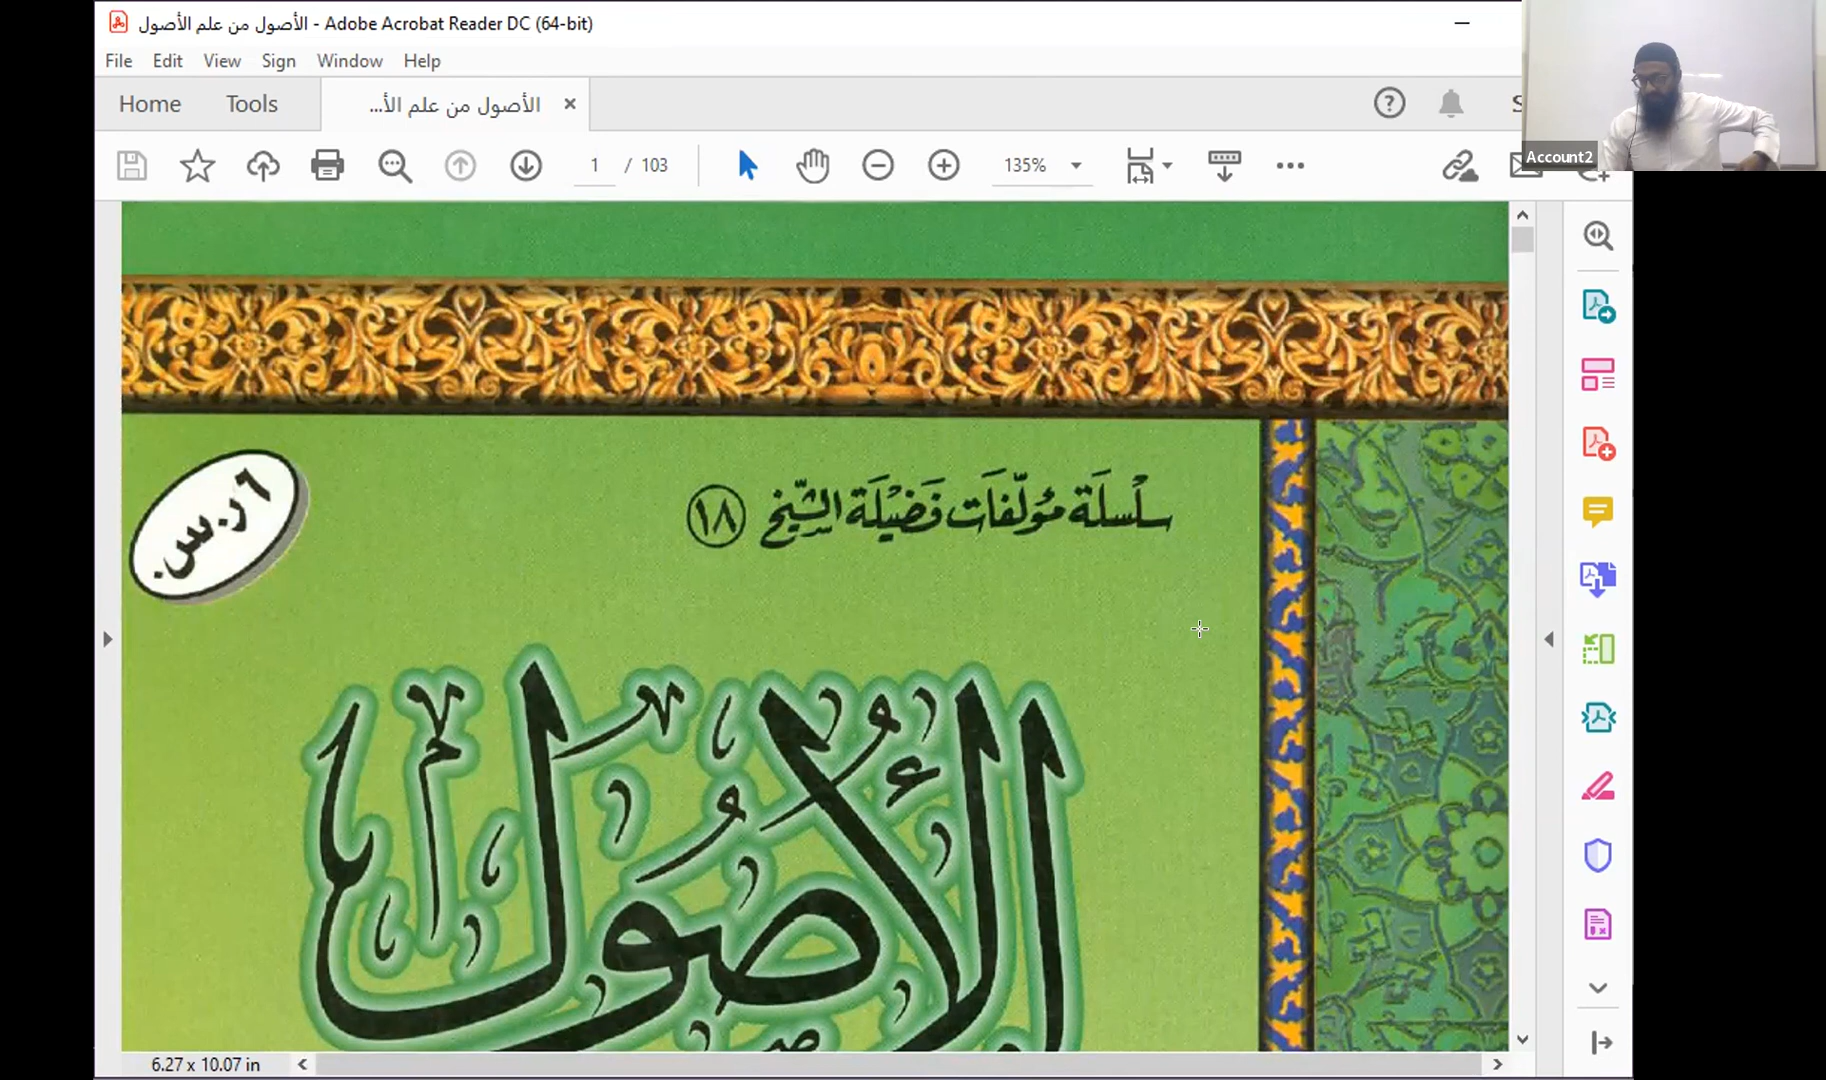 الأصول من علم الأصول - Adobe Acrobat Reader DC (64-bit)
File Edit View Sign Window Help
Home Tools الأصول من علم الأ...
1 / 103 135%
Account2
سلسلة مؤلفات فضيلة الشيخ ١٨
٦ ر.س.
الأصول
6.27 x 10.07 in